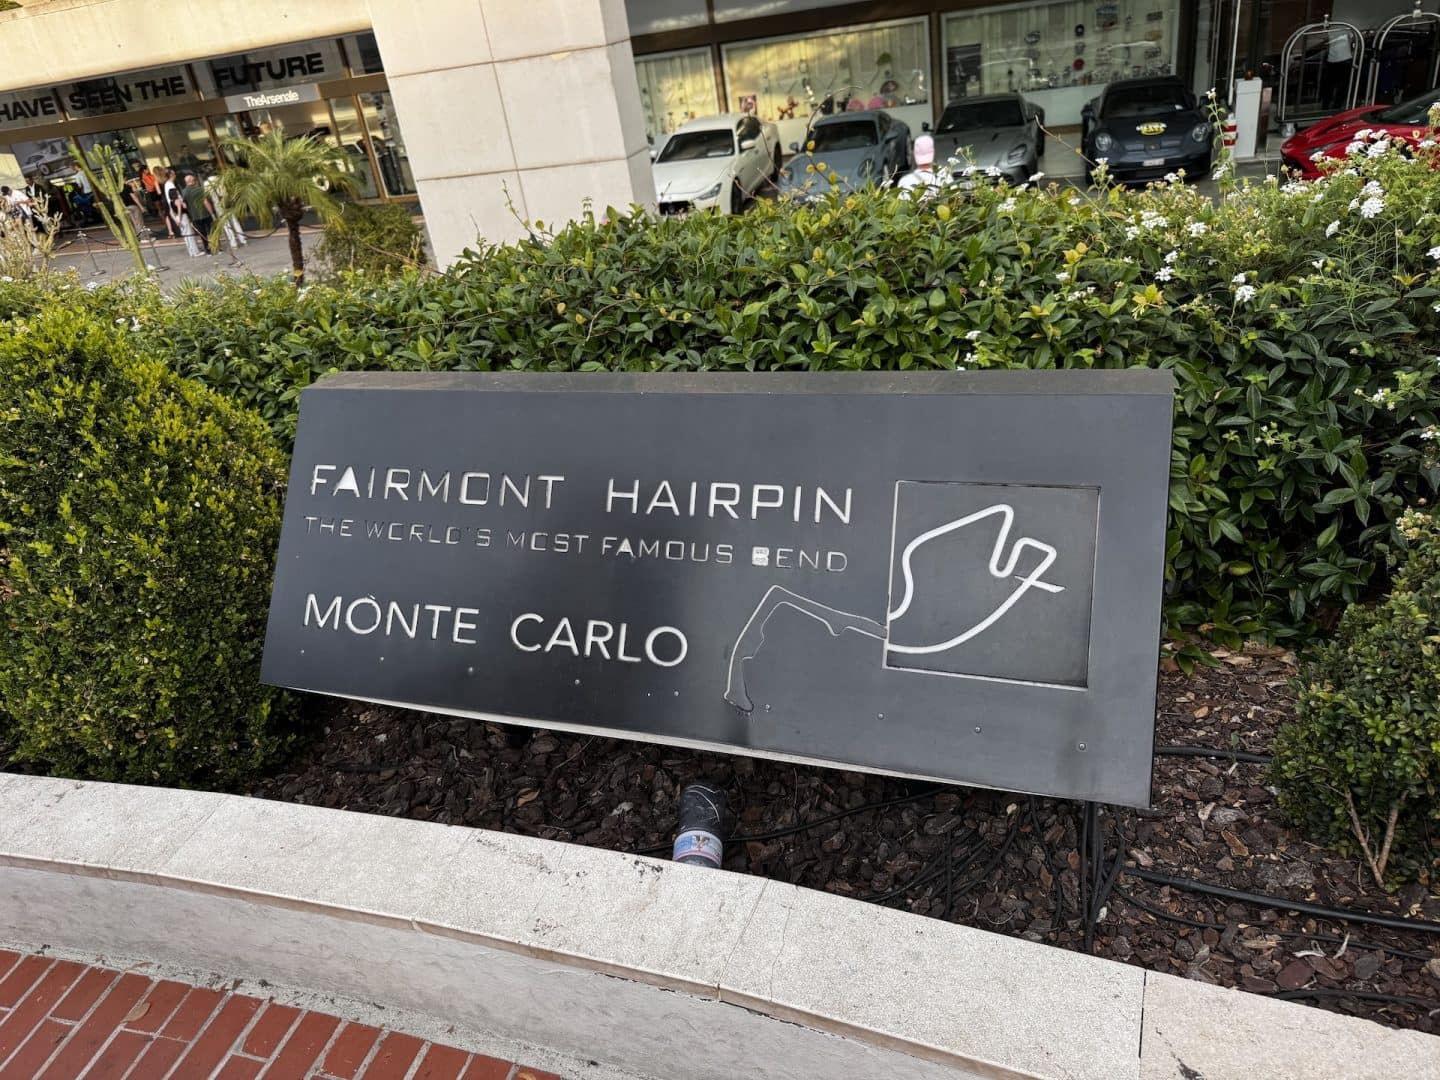 HAVE SEEN THE FUTURE
TheArsenale
FAIRMONT HAIRPIN
THE WORLD'S MOST FAMOUS BEND
MONTE CARLO